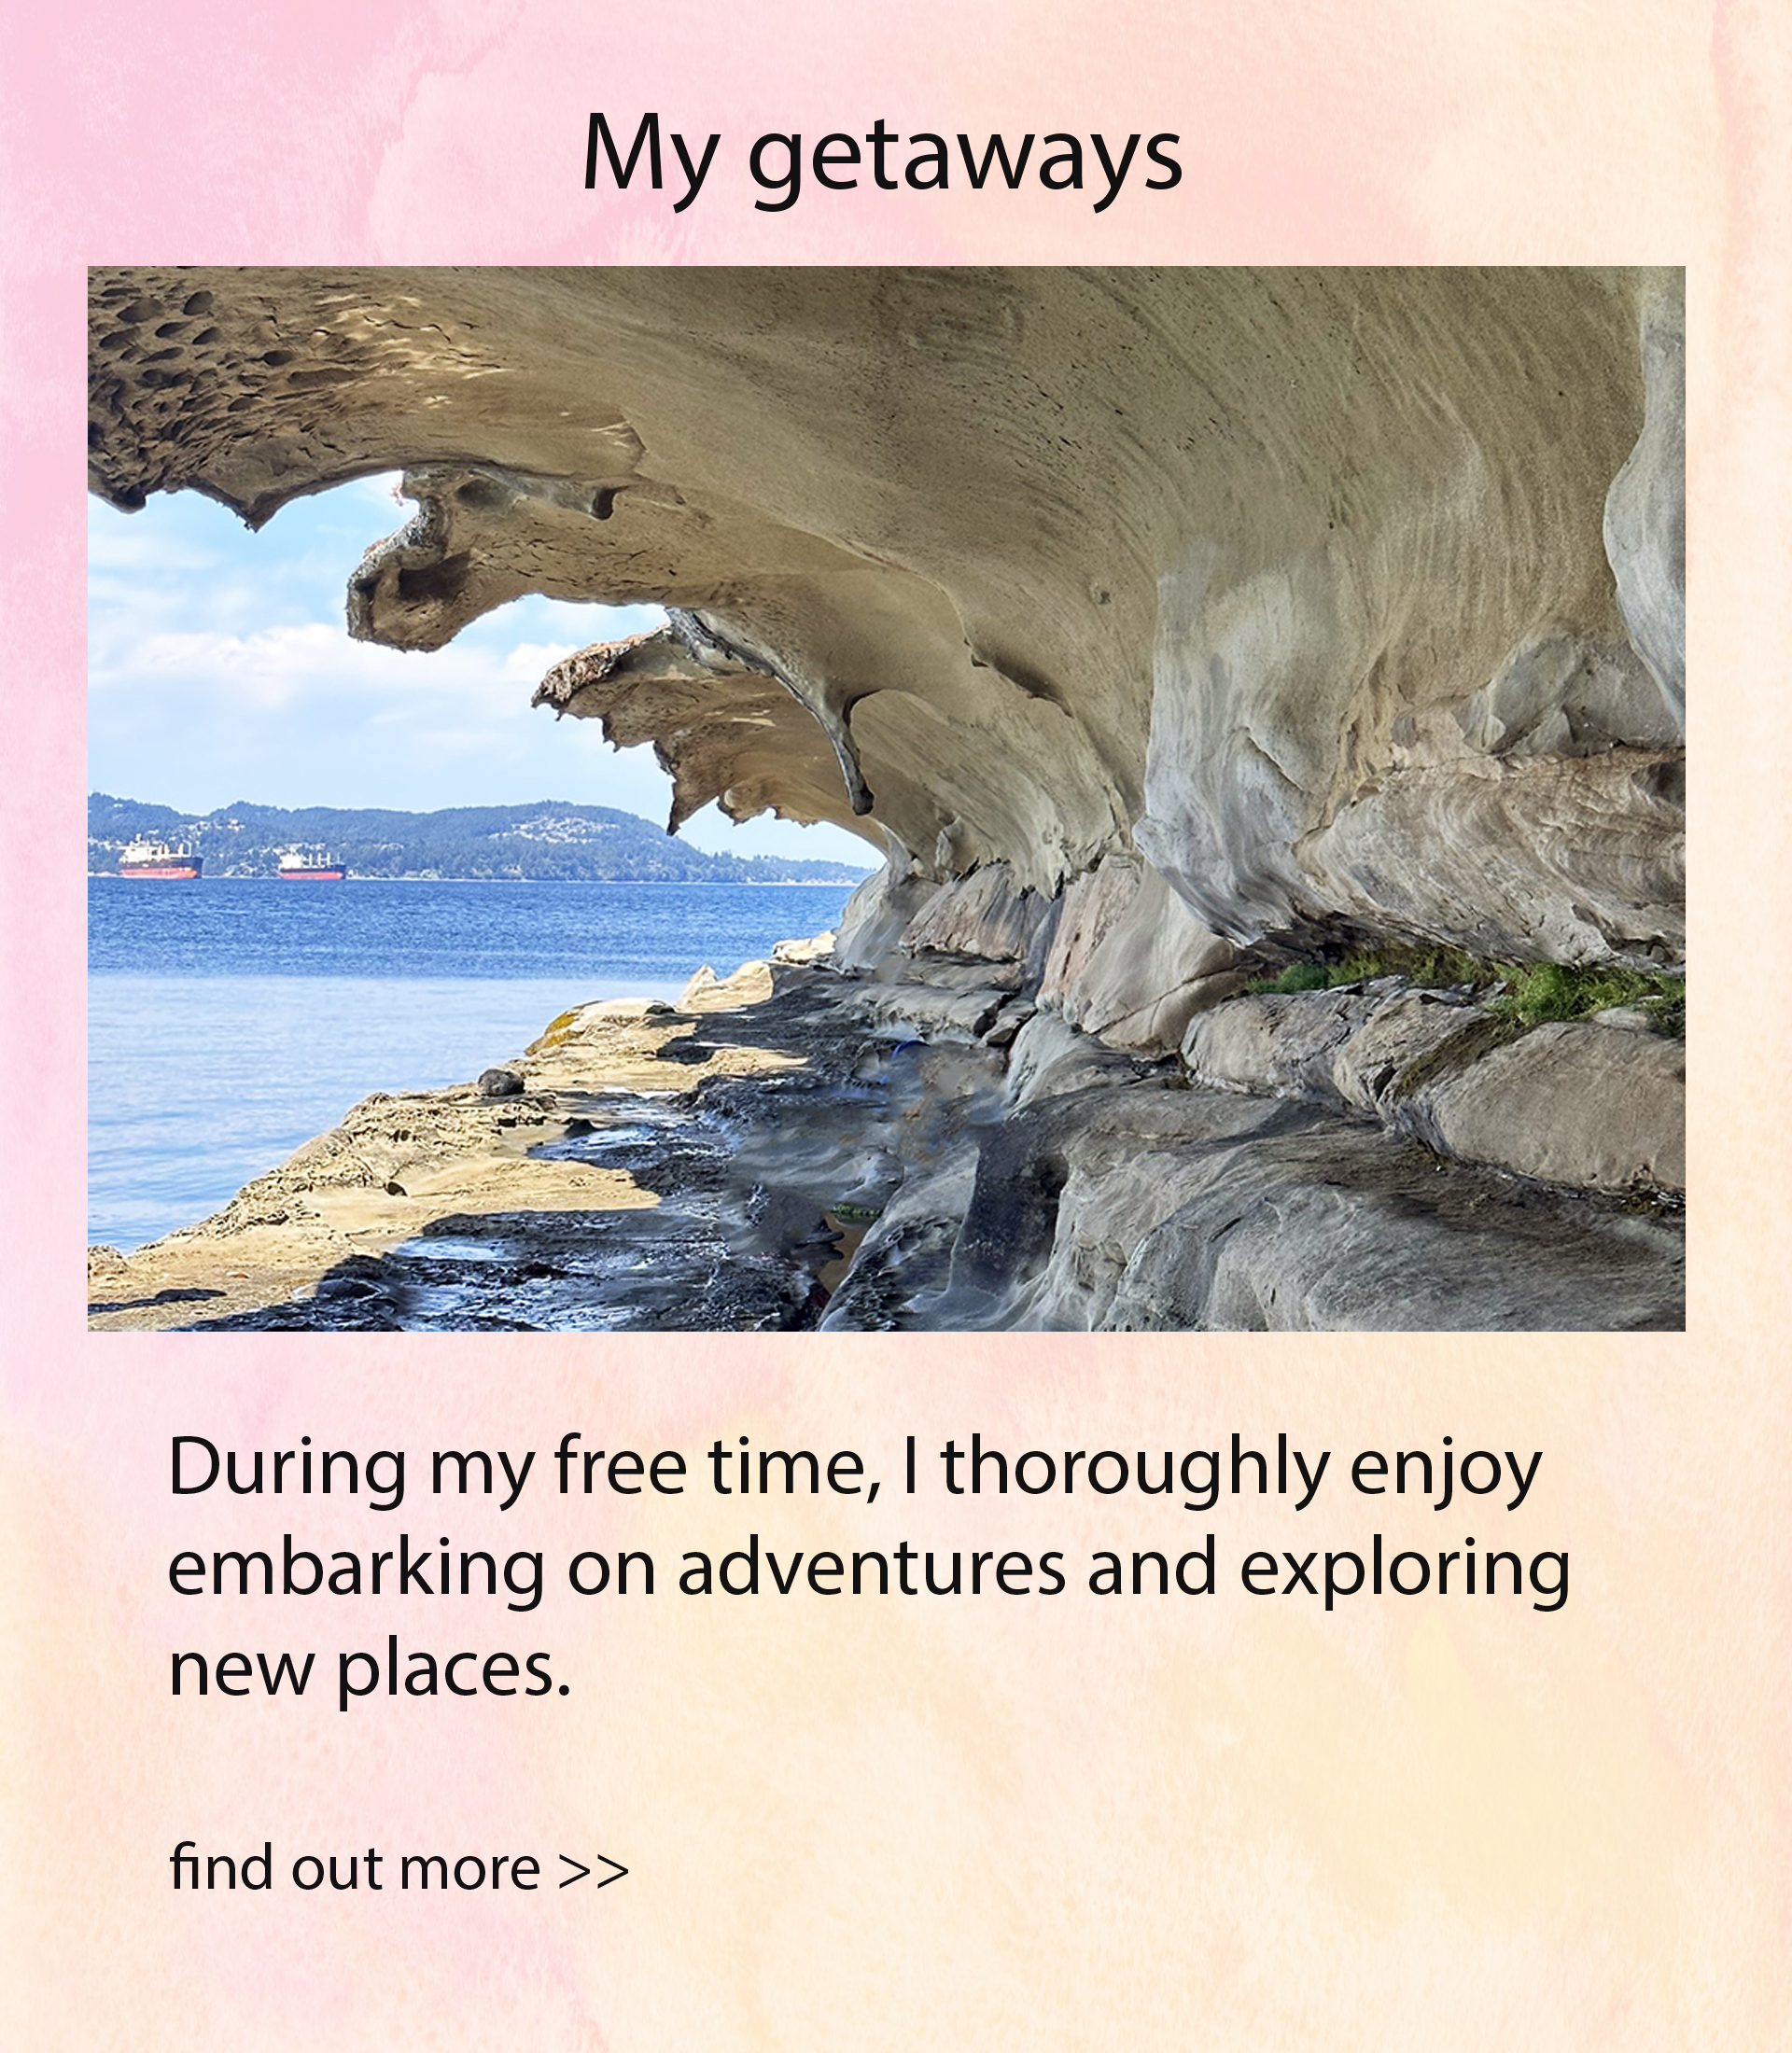 My getaways
During my free time, I thoroughly enjoy
embarking on adventures and exploring
new places.
find out more >>